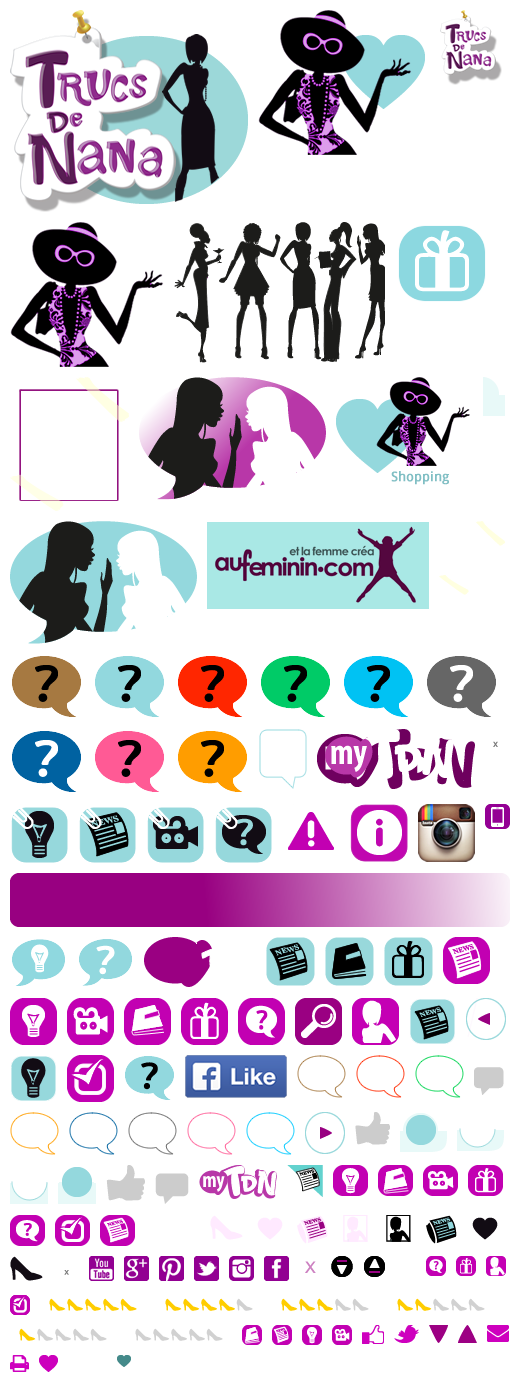 TRUCS
DE
NANA
TRUCS
DE
NANA
Shopping
et la femme créa
aufeminin.com
? ? ? ? ? ?
? ? ?
my TDN
x
NEWS
?
i
?
NEWS
NEWS
?
NEWS
?
Like
my TDN
NEWS
?
NEWS
NEWS
NEWS
x
You
Tube
g+
X
?